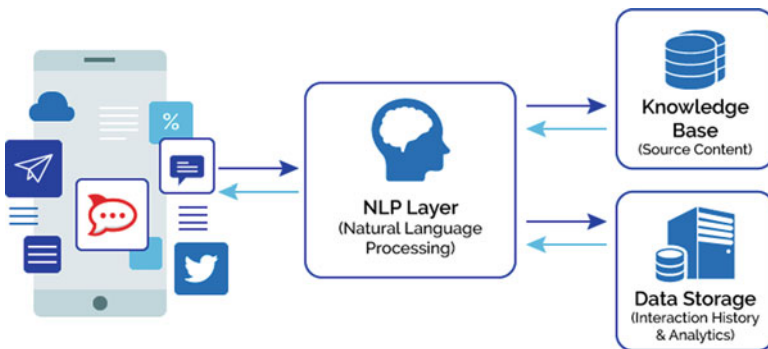 %
NLP Layer
(Natural Language
Processing)
Knowledge
Base
(Source Content)
Data Storage
(Interaction History
& Analytics)